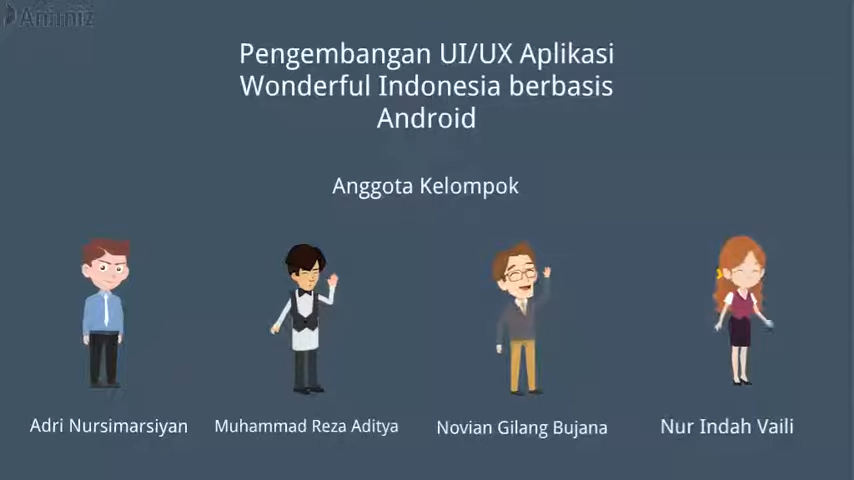 Animiz
Pengembangan UI/UX Aplikasi
Wonderful Indonesia berbasis
Android
Anggota Kelompok
Adri Nursimarsiyan
Muhammad Reza Aditya
Novian Gilang Bujana
Nur Indah Vaili